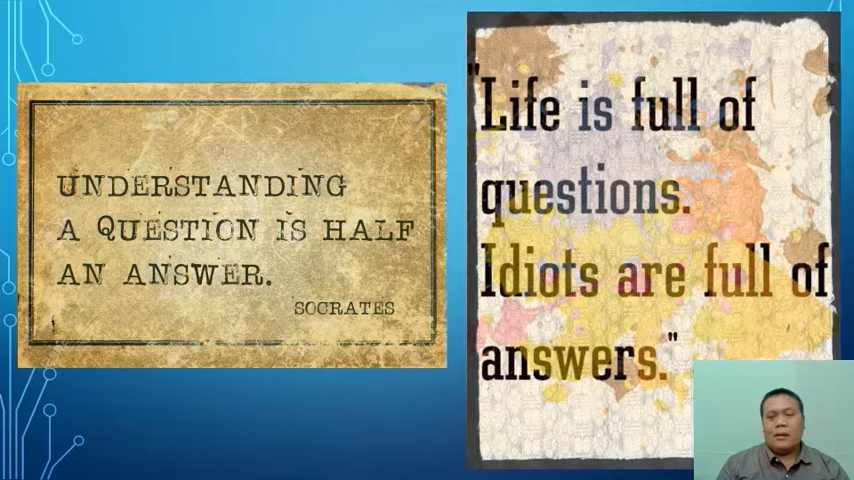 UNDERSTANDING
A QUESTION IS HALF
AN ANSWER.
SOCRATES
"Life is full of
questions.
Idiots are full of
answers."